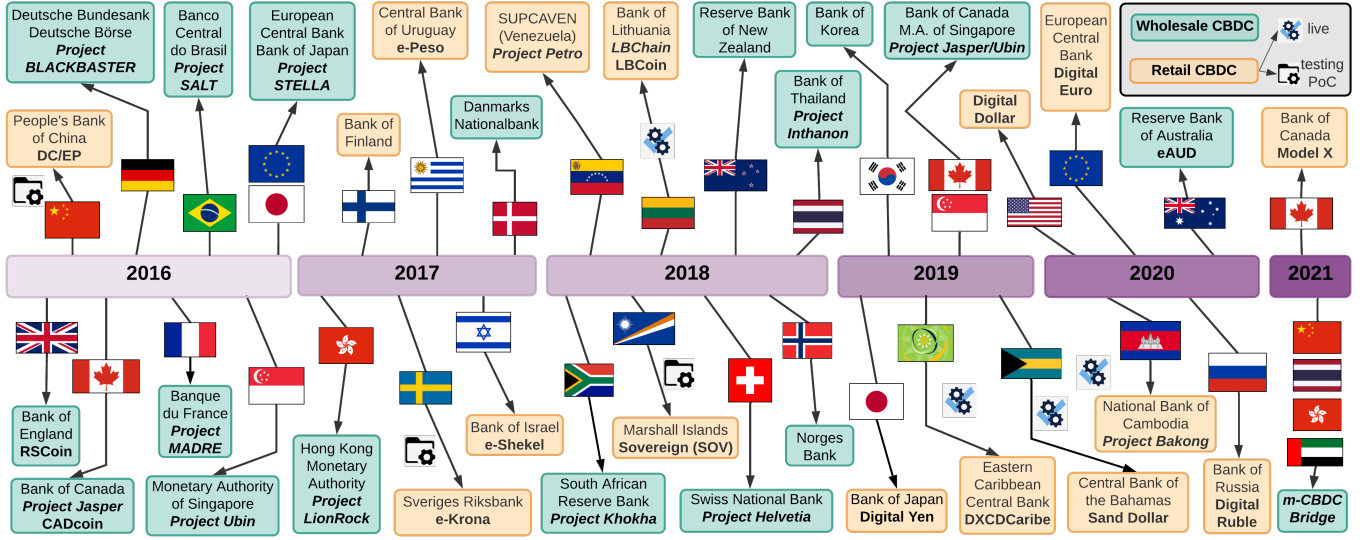 Deutsche Bundesank
Deutsche Börse
Project
BLACKBASTER
Banco
Central
do Brasil
Project
SALT
European
Central Bank
Bank of Japan
Project
STELLA
Central Bank
of Uruguay
e-Peso
SUPCAVEN
(Venezuela)
Project Petro
Bank of
Lithuania
LBChain
LBCoin
Reserve Bank
of New
Zealand
Bank of
Korea
Bank of Canada
M.A. of Singapore
Project Jasper/Ubin
European
Central
Bank
Digital
Euro
Wholesale CBDC
Retail CBDC
live
testing
PoC
People's Bank
of China
DC/EP
Bank of
Finland
Danmarks
Nationalbank
Bank of
Thailand
Project
Inthanon
Digital
Dollar
Reserve Bank
of Australia
eAUD
Bank of
Canada
Model X
2016
2017
2018
2019
2020
2021
Bank of
England
RSCoin
Bank of Canada
Project Jasper
CADcoin
Banque
du France
Project
MADRE
Monetary Authority
of Singapore
Project Ubin
Hong Kong
Monetary
Authority
Project
LionRock
Sveriges Riksbank
e-Krona
Bank of Israel
e-Shekel
South African
Reserve Bank
Project Khokha
Marshall Islands
Sovereign (SOV)
Swiss National Bank
Project Helvetia
Norges
Bank
Bank of Japan
Digital Yen
Eastern
Caribbean
Central Bank
DXCDCaribe
Central Bank of
the Bahamas
Sand Dollar
National Bank of
Cambodia
Project Bakong
Bank of
Russia
Digital
Ruble
m-CBDC
Bridge